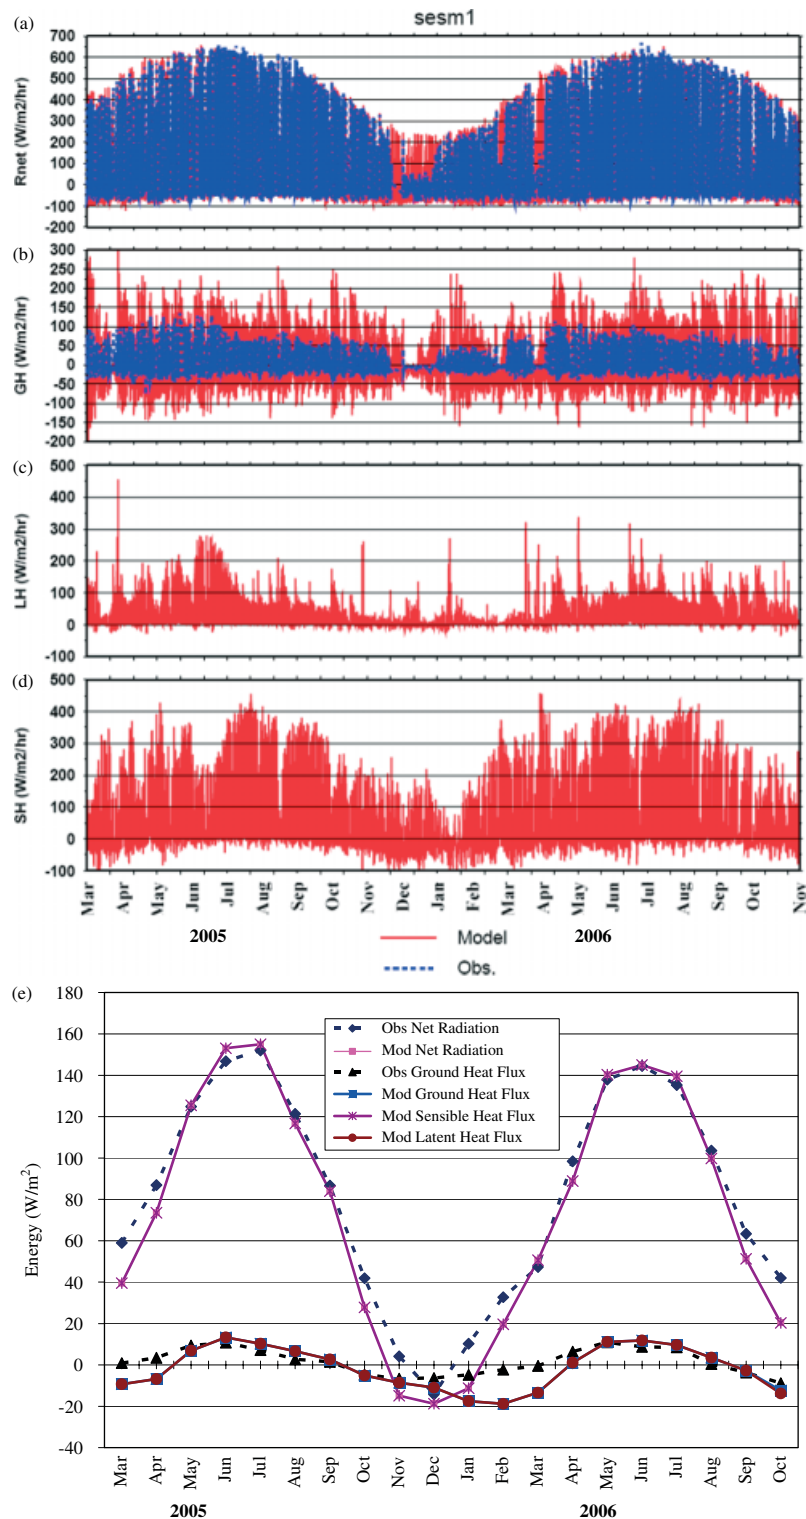 sesm1
(a)
700
600
500
400
300
200
100
0
-100
-200
Rnet (W/m2/hr)
(b)
300
250
200
150
100
50
0
-50
-100
-150
-200
GH (W/m2/hr)
(c)
500
400
300
200
100
0
-100
LH (W/m2/hr)
(d)
500
400
300
200
100
0
-100
SH (W/m2/hr)
Mar Apr May Jun Jul Aug Sep Oct Nov Dec Jan Feb Mar Apr May Jun Jul Aug Sep Oct Nov
2005 2006
Model
Obs.
(e)
180
160
140
120
100
80
60
40
20
0
-20
-40
Energy (W/m²)
Obs Net Radiation
Mod Net Radiation
Obs Ground Heat Flux
Mod Ground Heat Flux
Mod Sensible Heat Flux
Mod Latent Heat Flux
Mar Apr May Jun Jul Aug Sep Oct Nov Dec Jan Feb Mar Apr May Jun Jul Aug Sep Oct
2005 2006